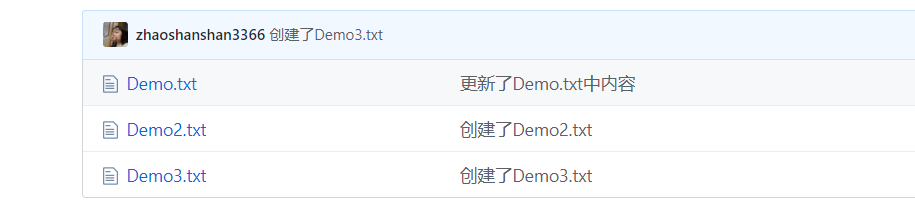 zhaoshanshan3366 创建了Demo3.txt
Demo.txt 更新了Demo.txt中内容
Demo2.txt 创建了Demo2.txt
Demo3.txt 创建了Demo3.txt